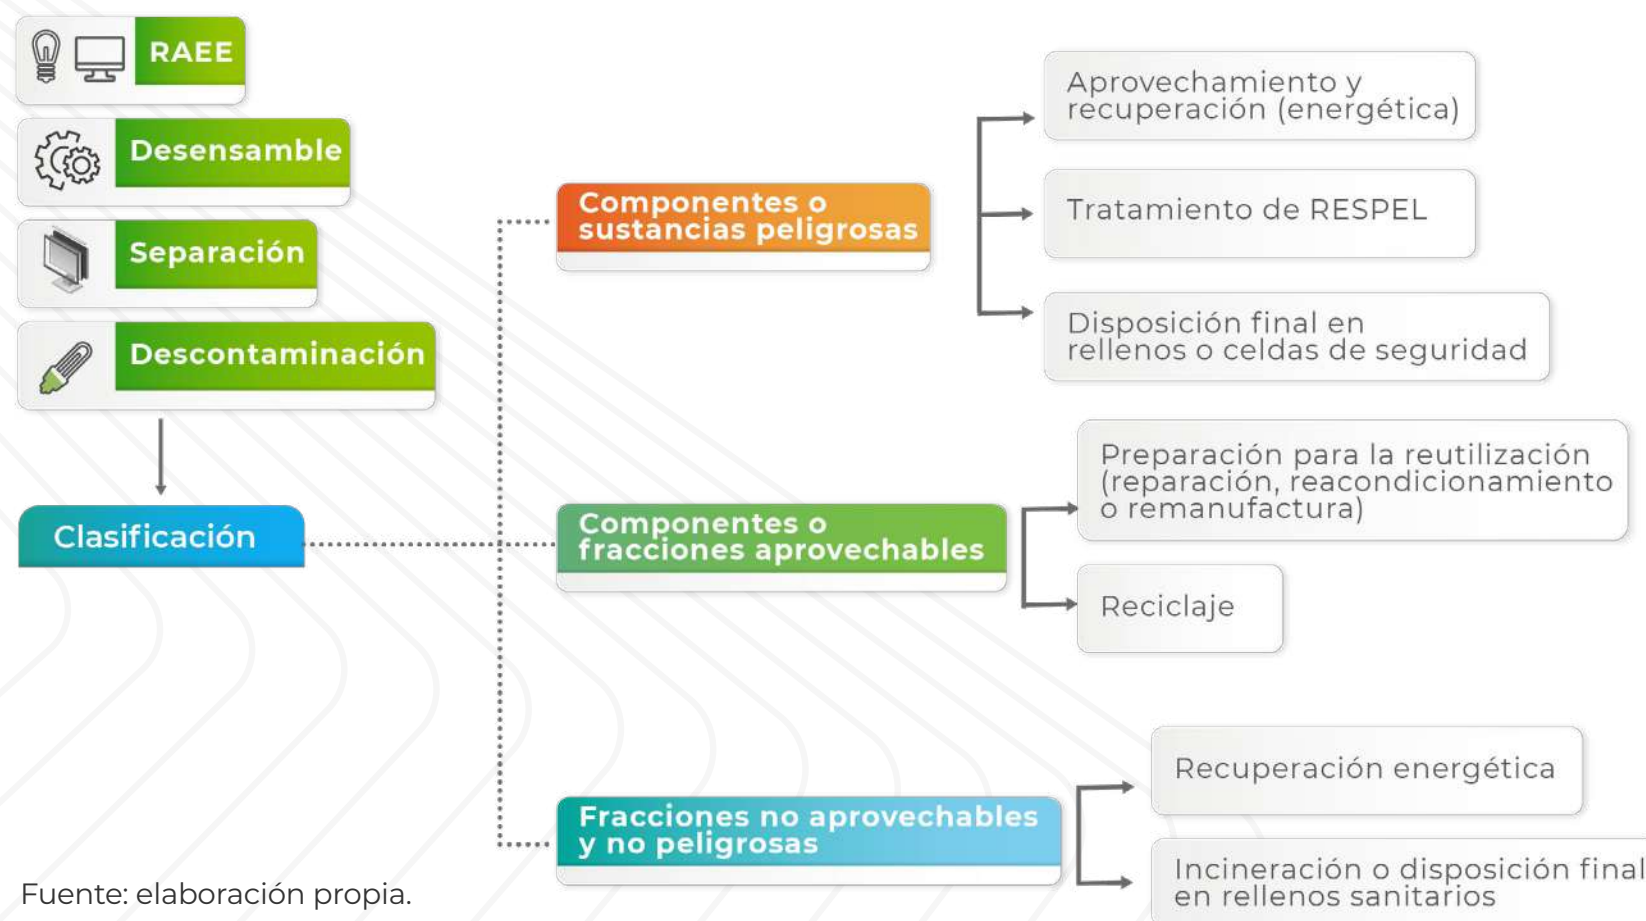 RAEE
Desensamble
Separación
Descontaminación
Clasificación
Componentes o
sustancias peligrosas
Aprovechamiento y
recuperación (energética)
Tratamiento de RESPEL
Disposición final en
rellenos o celdas de seguridad
Componentes o
fracciones aprovechables
Preparación para la reutilización
(reparación, reacondicionamiento
o remanufactura)
Reciclaje
Fracciones no aprovechables
y no peligrosas
Recuperación energética
Incineración o disposición final
en rellenos sanitarios
Fuente: elaboración propia.